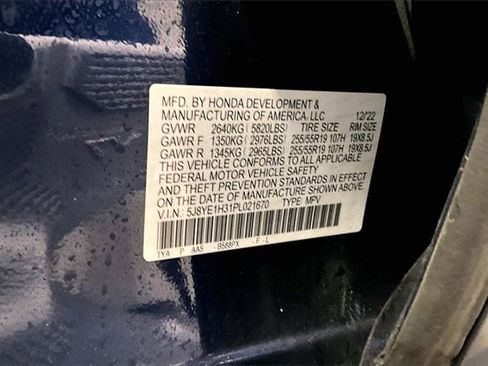 MFD. BY HONDA DEVELOPMENT &
MANUFACTURING OF AMERICA, LLC 12/22
GVWR 2640KG (5820LBS) TIRE SIZE RIM SIZE
GAWR F 1350KG (2976LBS) 255/55R19 107H 19X8.5J
GAWR R 1345KG (2965LBS) 255/55R19 107H 19X8.5J
THIS VEHICLE CONFORMS TO ALL APPLICABLE
FEDERAL MOTOR VEHICLE SAFETY
AND THEFT PREVENTION STANDARDS IN EFFECT
ON THE DATE OF MANUFACTURE SHOWN ABOVE.
V.I.N.: 5J8YE1H31PL021670 TYPE: MPV
TYA P AA5 -B588PX -F -L